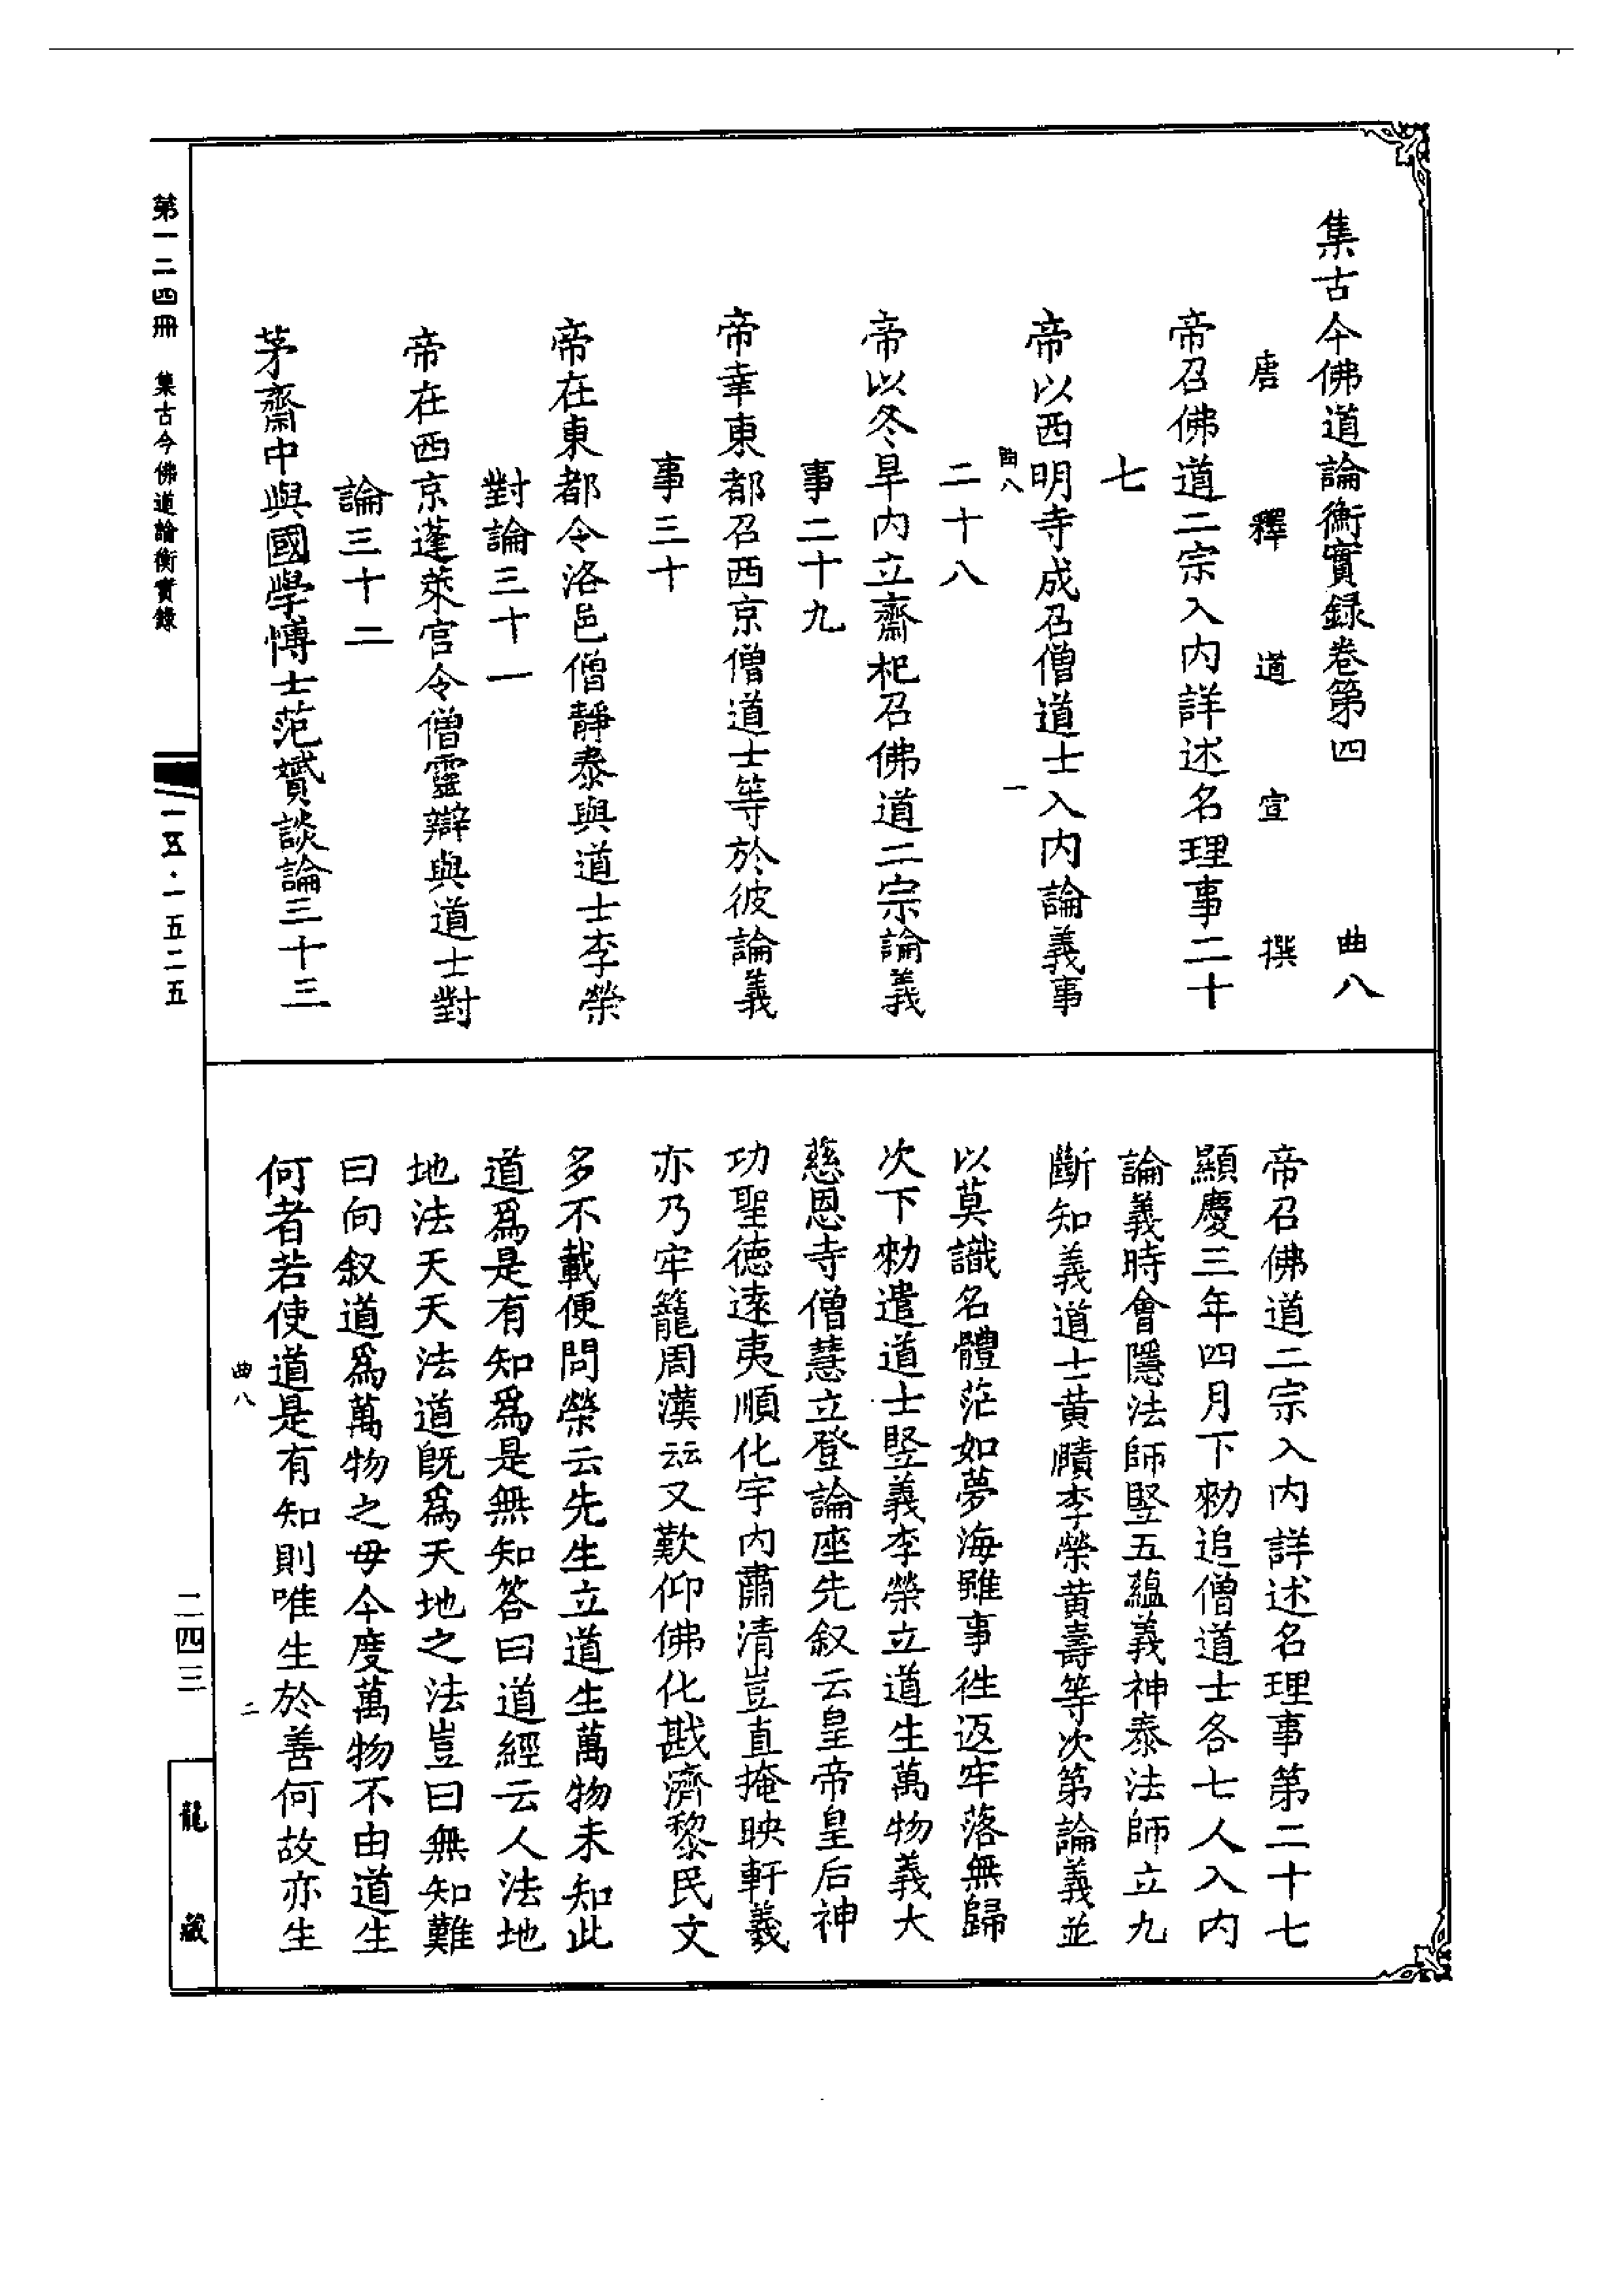 集古今佛道論衡實録卷第四 曲八
唐釋道宣撰
帝召佛道二宗入内詳述名理事二十
七
帝以西明寺成召僧道士入内論義事
曲八 一
二十八
帝以冬旱内立齋祀召佛道二宗論義
事二十九
帝幸東都召西京僧道士等於彼論義
事三十
帝在東都令洛邑僧靜泰與道士李榮
對論三十一
帝在西京蓬萊宫令僧靈辯與道士對
論三十二
茅齋中與國學博士范贇談論三十三
帝召佛道二宗入内詳述名理事第二十七
顯慶三年四月下勑追僧道士各七人入内
論義時會隱法師竪五藴義神泰法師立九
斷知義道士黄賾李榮黄壽等次第論義並
以莫識名體茫如夢海雖事往返牢落無歸
次下勑遣道士竪義李榮立道生萬物義大
慈恩寺僧慧立登論座先叙云皇帝皇后神
功聖德遠夷順化宇内肅清豈直掩映軒羲
亦乃牢籠周漢云云又歎仰佛化戡濟黎民文
多不載便問榮云先生立道生萬物未知此
道爲是有知爲是無知答曰道經云人法地
地法天天法道既爲天地之法豈曰無知難
曰向叙道爲萬物之母今度萬物不由道生
何者若使道是有知則唯生於善何故亦生
曲八 二
第一二四冊 集古今佛道論衡實錄
一五·一五二五
二四三
龍藏